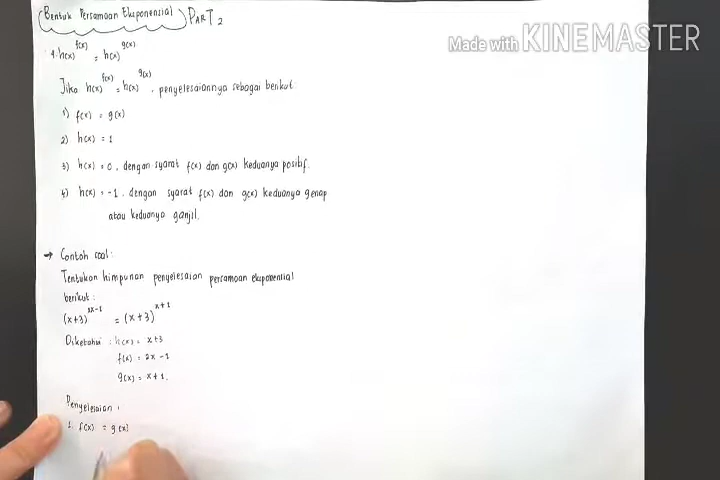 Bentuk Persamaan Eksponensial PART 2
Made with KINEMASTER
4. h(x)^f(x) = h(x)^g(x)
Jika h(x)^f(x) = h(x)^g(x), penyelesaiannya sebagai berikut:
1) f(x) = g(x)
2) h(x) = 1
3) h(x) = 0, dengan syarat f(x) dan g(x) keduanya positif.
4) h(x) = -1. dengan syarat f(x) dan g(x) keduanya genap
atau keduanya ganjil.
→ Contoh soal:
Tentukan himpunan penyelesaian persamaan eksponensial
berikut:
(x+3)^2x-1 = (x+3)^x+1
Diketahui : h(x) = x+3
f(x) = 2x-1
g(x) = x+1.
Penyelesaian :
1. f(x) = g(x)